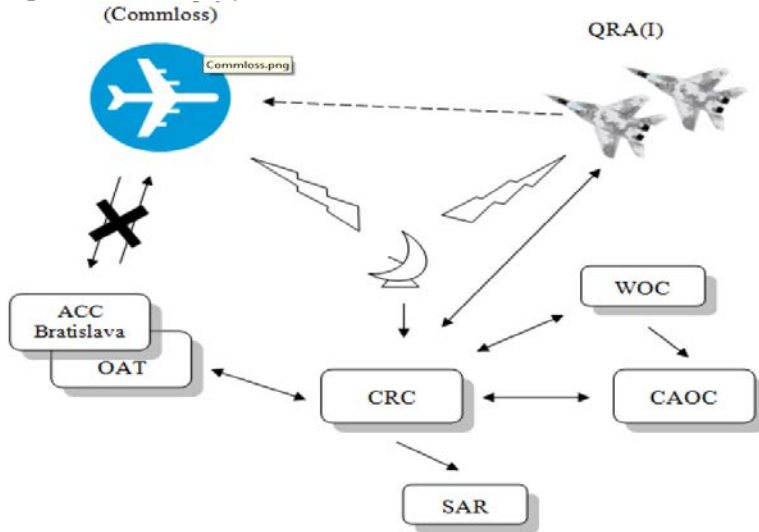 (Commloss)
QRA(I)
Commloss.png
ACC
Bratislava
OAT
WOC
CRC
CAOC
SAR